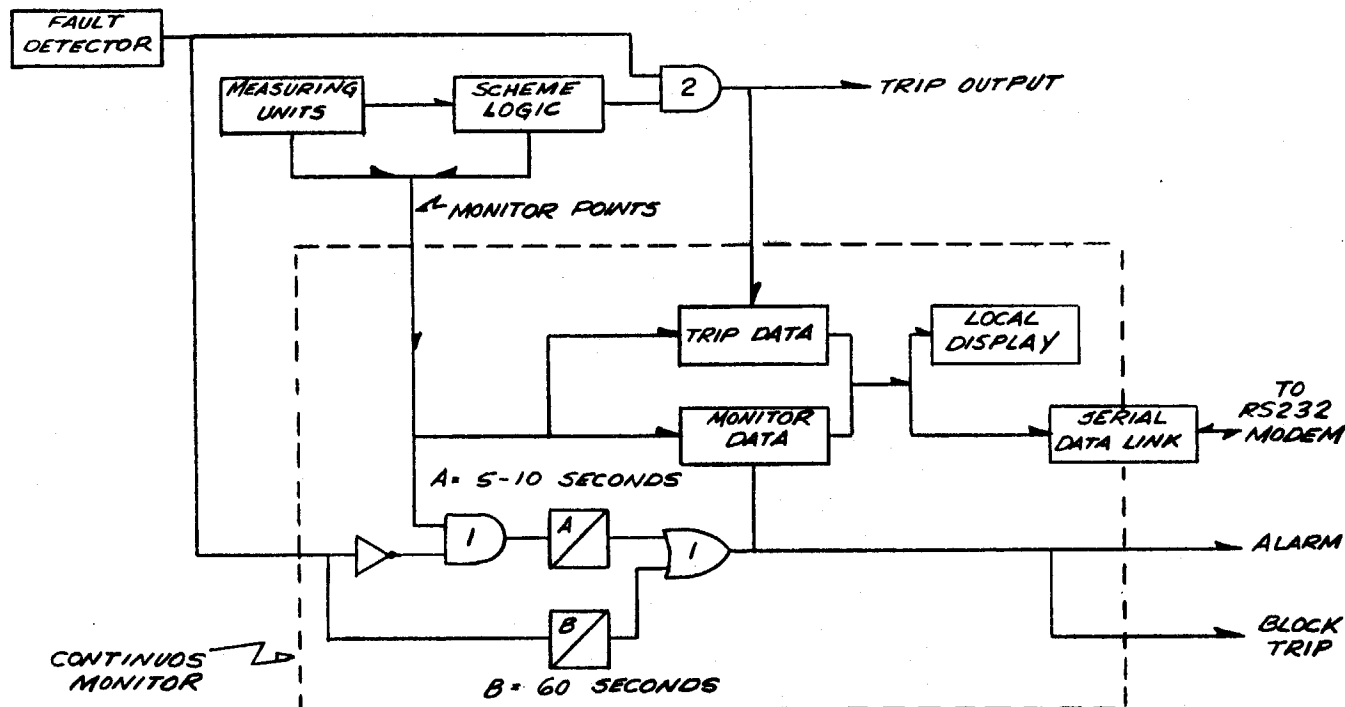 FAULT
DETECTOR
MEASURING
UNITS
SCHEME
LOGIC
2
TRIP OUTPUT
MONITOR POINTS
TRIP DATA
LOCAL
DISPLAY
MONITOR
DATA
SERIAL
DATA LINK
TO
RS232
MODEM
A = 5-10 SECONDS
1
A
1
ALARM
B
BLOCK
TRIP
CONTINUOS
MONITOR
B = 60 SECONDS